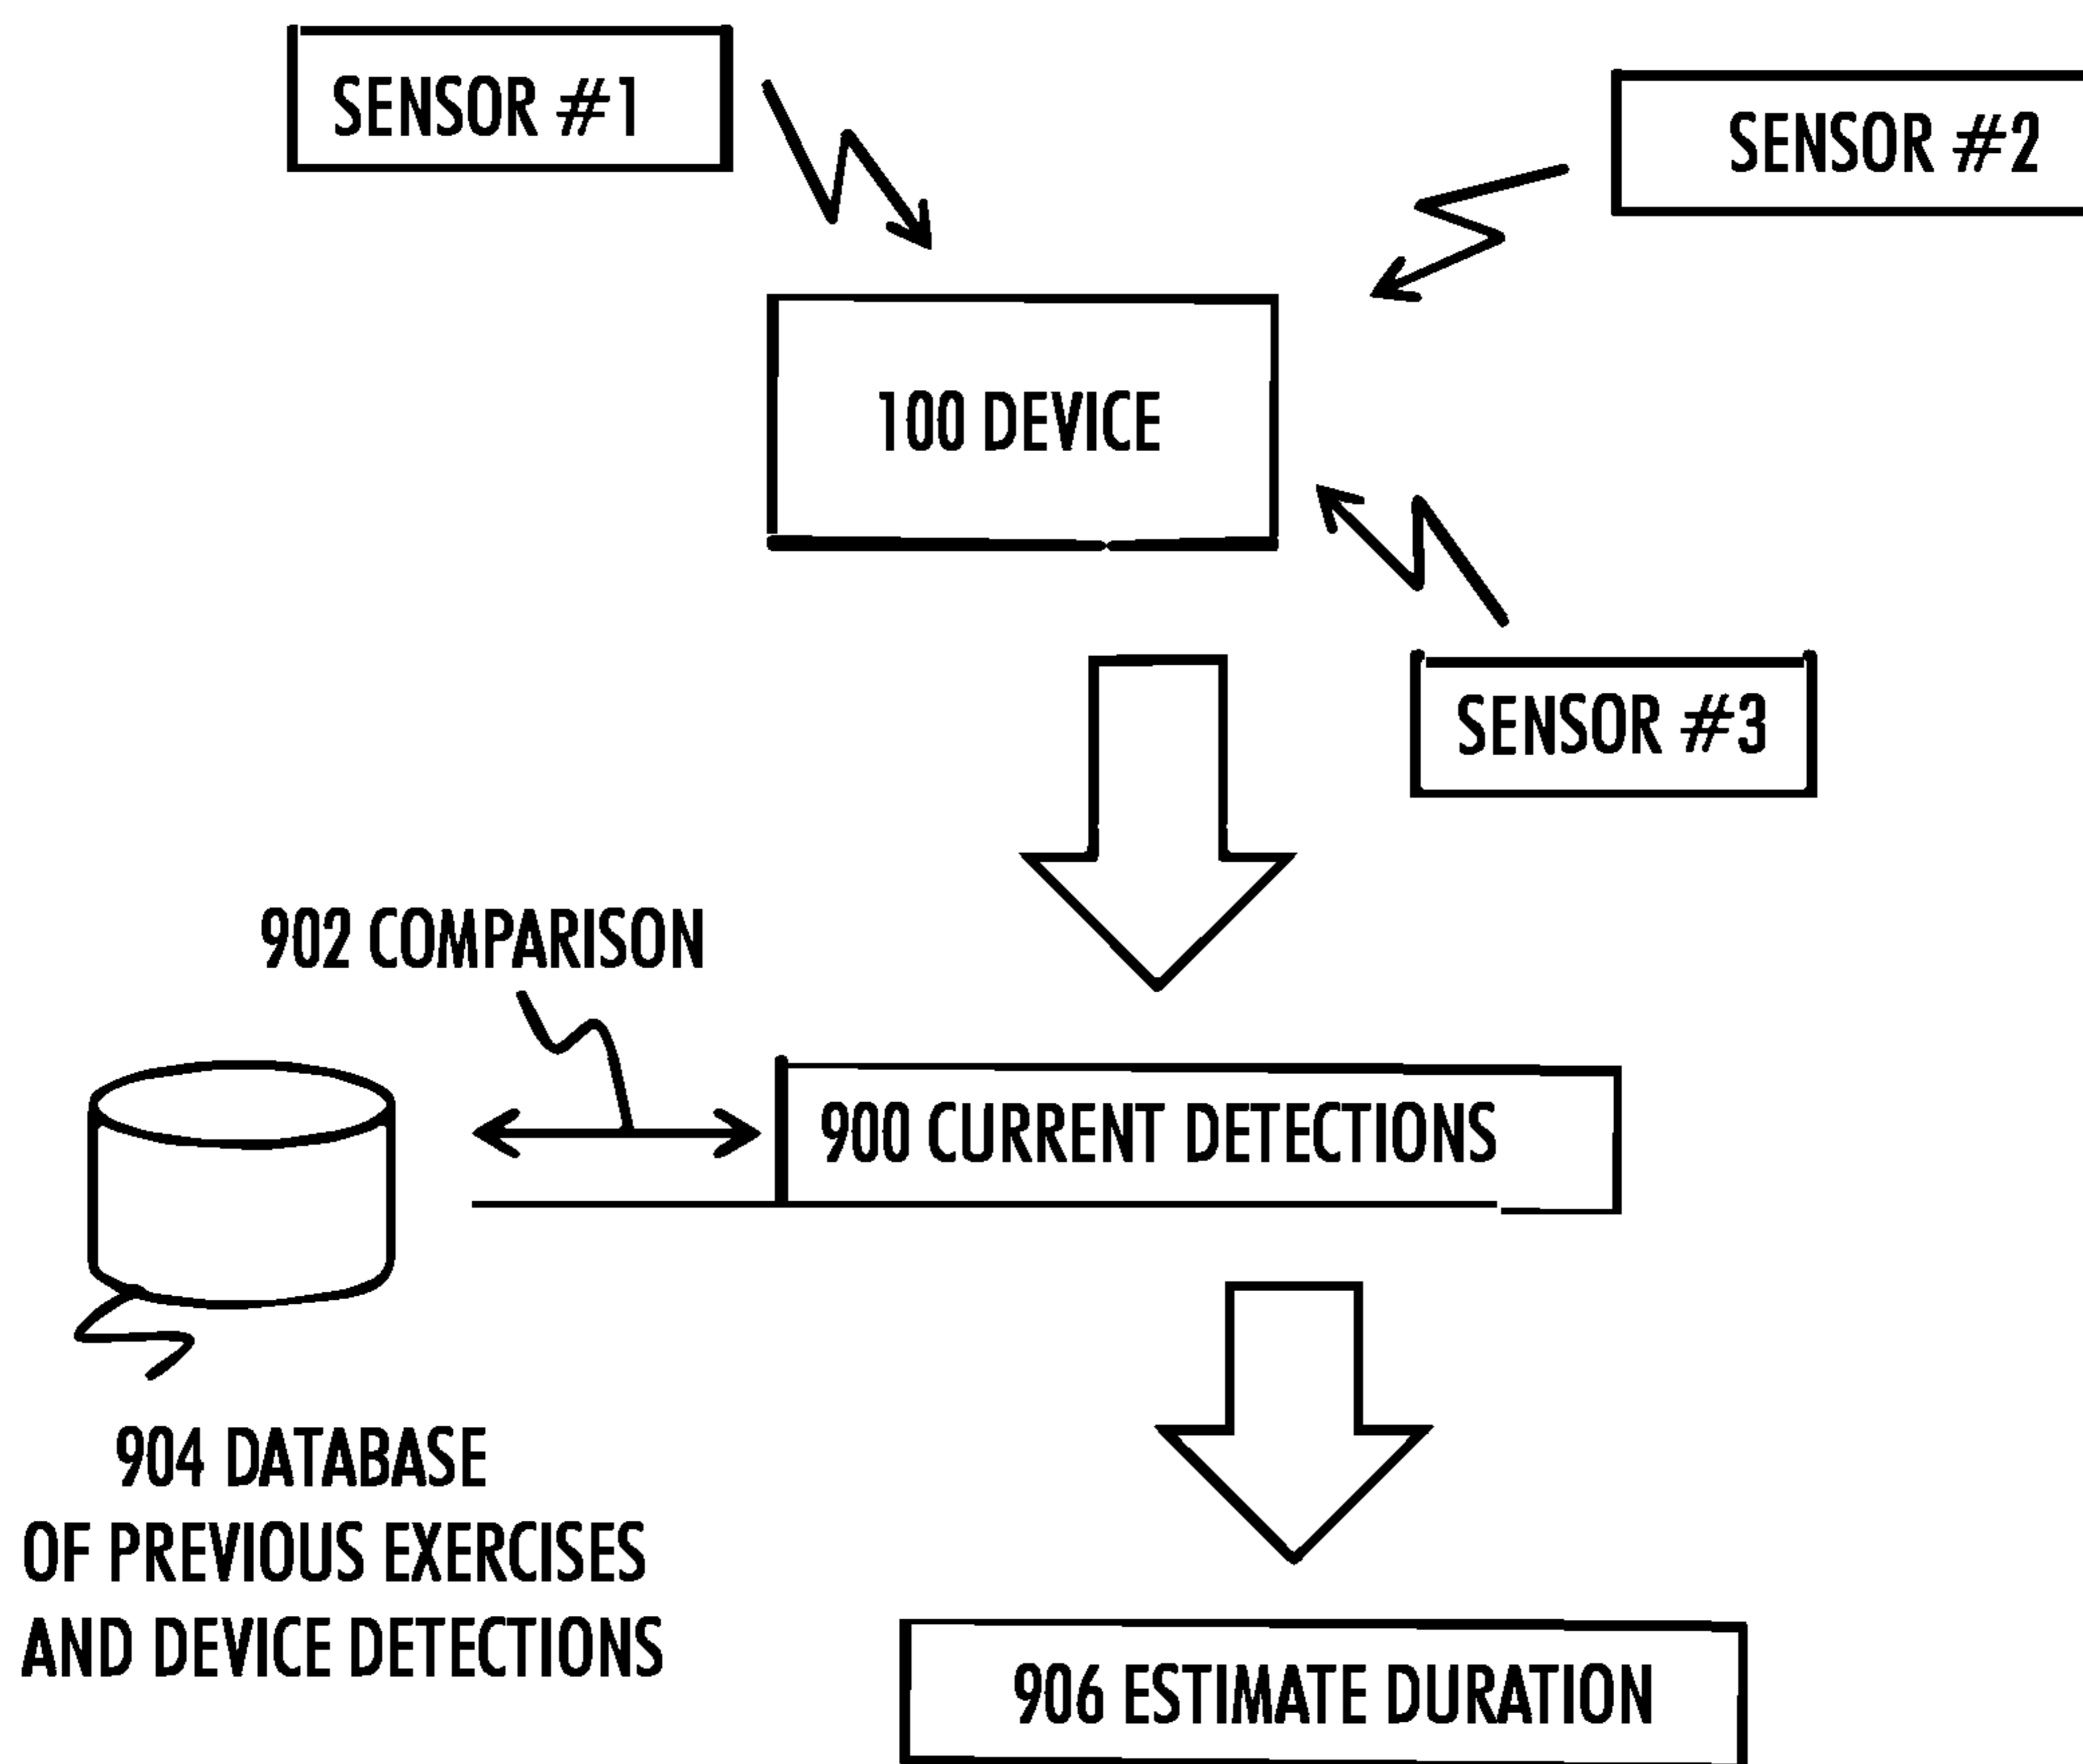 SENSOR #1
SENSOR #2
100 DEVICE
SENSOR #3
902 COMPARISON
900 CURRENT DETECTIONS
904 DATABASE
OF PREVIOUS EXERCISES
AND DEVICE DETECTIONS
906 ESTIMATE DURATION